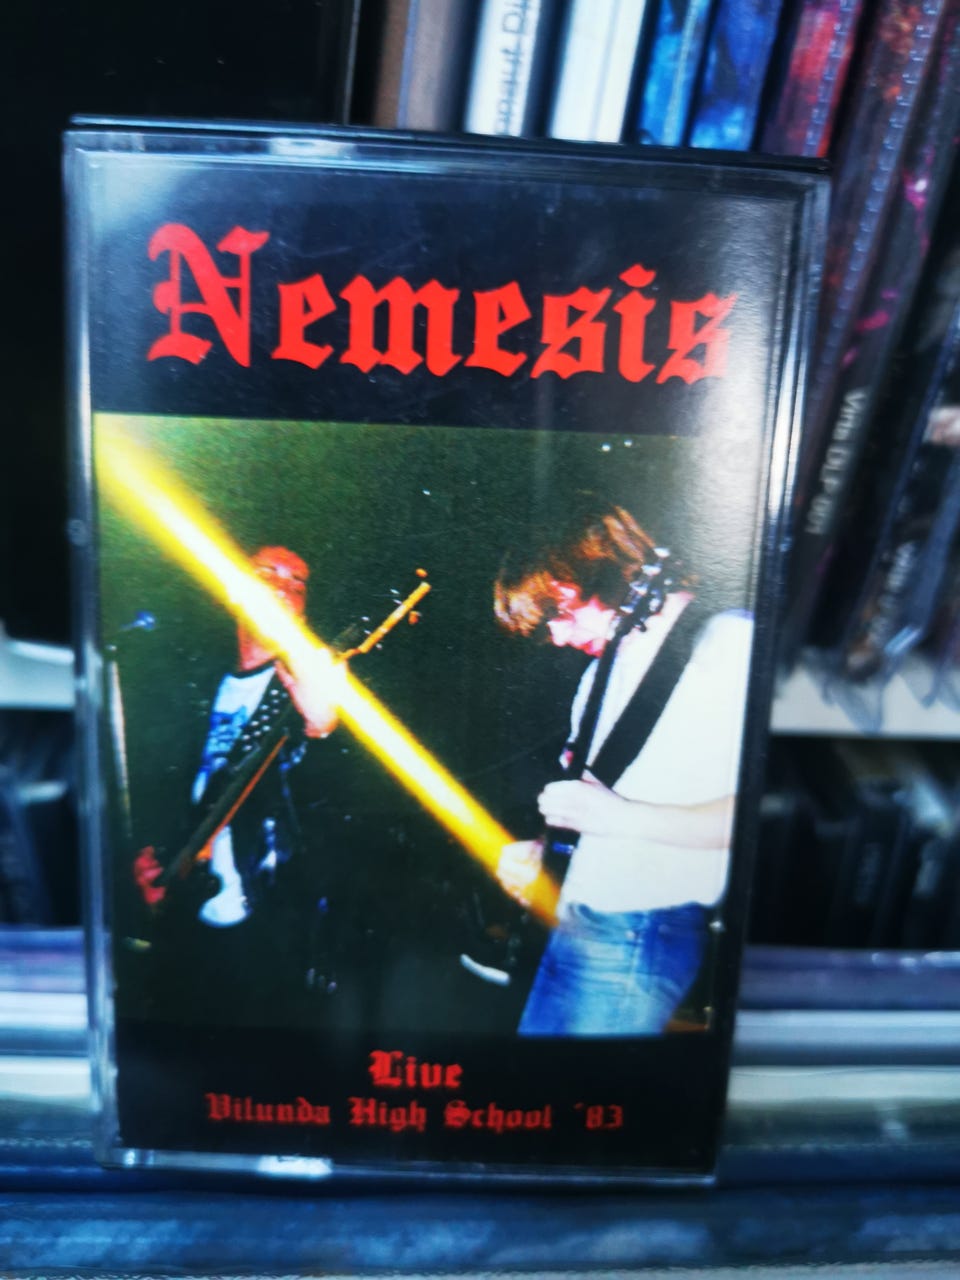 Nemesis
Live
Vilunda High School ´83